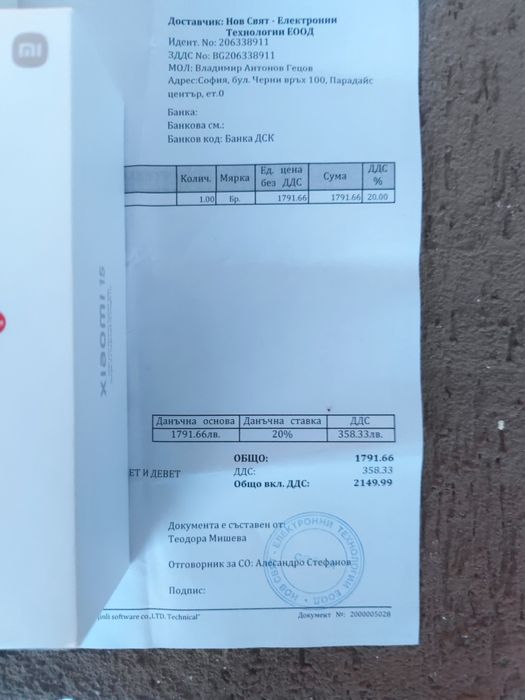 mi
Доставчик: Нов Свят - Електронни
Технологии ЕООД
Идент. No: 206338911
ЗДДС No: BG206338911
МОЛ: Владимир Антонов Гецов
Адрес:София, бул. Черни връх 100, Парадайс
център, ет.0
Банка:
Банкова см.:
Банков код: Банка ДСК
Колич. Мярка Ед. цена без ДДС Сума ДДС %
1.00 Бр. 1791.66 1791.66 20.00
XIAOMI 15
Данъчна основа Данъчна ставка ДДС
1791.66лв. 20% 358.33лв.
ОБЩО: 1791.66
ЕТ И ДЕВЕТ ДДС: 358.33
Общо вкл. ДДС: 2149.99
Документа е съставен от:
Теодора Мишева
Отговорник за СО: Алесандро Стефанов
Подпис:
НОВ СВЯТ - ЕЛЕКТРОННИ ТЕХНОЛОГИИ ЕООД
software co.,LTD. Technical" Документ №: 2000005028